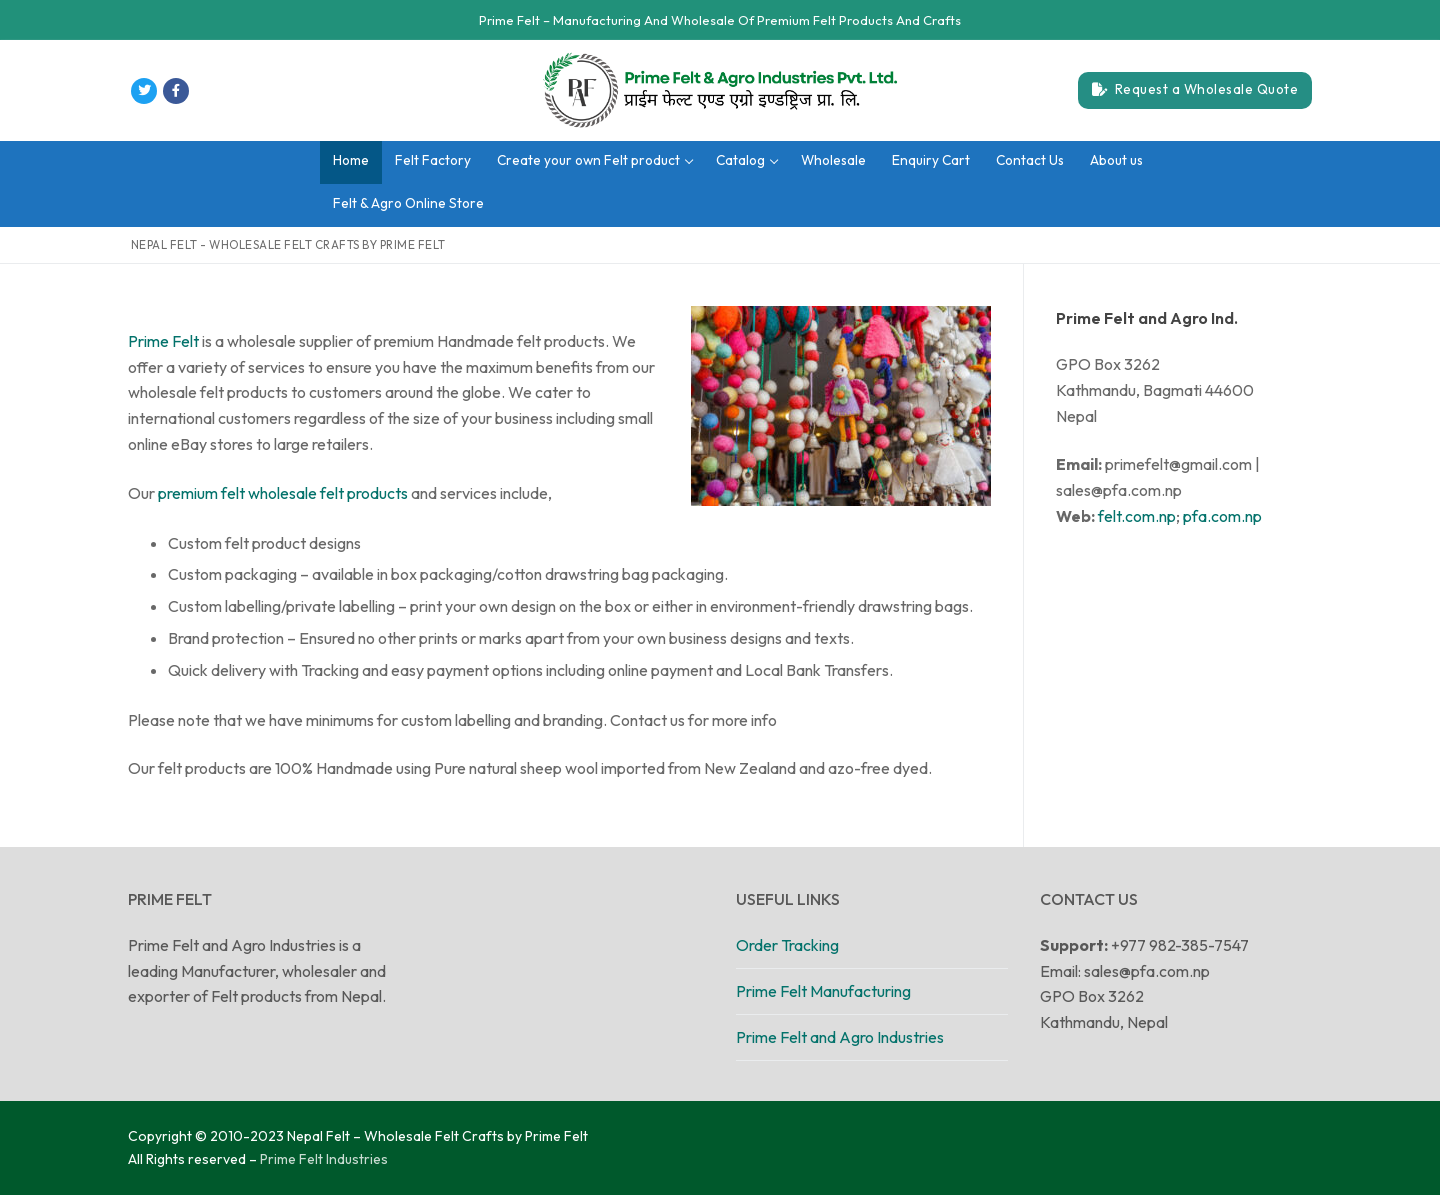 Prime Felt – Manufacturing And Wholesale Of Premium Felt Products And Crafts
PFA
Prime Felt & Agro Industries Pvt. Ltd.
प्राईम फेल्ट एण्ड एग्रो इण्डष्ट्रिज प्रा. लि.
Request a Wholesale Quote
Home
Felt Factory
Create your own Felt product
Catalog
Wholesale
Enquiry Cart
Contact Us
About us
Felt & Agro Online Store
NEPAL FELT - WHOLESALE FELT CRAFTS BY PRIME FELT
Prime Felt is a wholesale supplier of premium Handmade felt products. We
offer a variety of services to ensure you have the maximum benefits from our
wholesale felt products to customers around the globe. We cater to
international customers regardless of the size of your business including small
online eBay stores to large retailers.
Our premium felt wholesale felt products and services include,
Custom felt product designs
Custom packaging – available in box packaging/cotton drawstring bag packaging.
Custom labelling/private labelling – print your own design on the box or either in environment-friendly drawstring bags.
Brand protection – Ensured no other prints or marks apart from your own business designs and texts.
Quick delivery with Tracking and easy payment options including online payment and Local Bank Transfers.
Please note that we have minimums for custom labelling and branding. Contact us for more info
Our felt products are 100% Handmade using Pure natural sheep wool imported from New Zealand and azo-free dyed.
Prime Felt and Agro Ind.
GPO Box 3262
Kathmandu, Bagmati 44600
Nepal
Email: primefelt@gmail.com |
sales@pfa.com.np
Web: felt.com.np; pfa.com.np
PRIME FELT
Prime Felt and Agro Industries is a
leading Manufacturer, wholesaler and
exporter of Felt products from Nepal.
USEFUL LINKS
Order Tracking
Prime Felt Manufacturing
Prime Felt and Agro Industries
CONTACT US
Support: +977 982-385-7547
Email: sales@pfa.com.np
GPO Box 3262
Kathmandu, Nepal
Copyright © 2010-2023 Nepal Felt – Wholesale Felt Crafts by Prime Felt
All Rights reserved – Prime Felt Industries